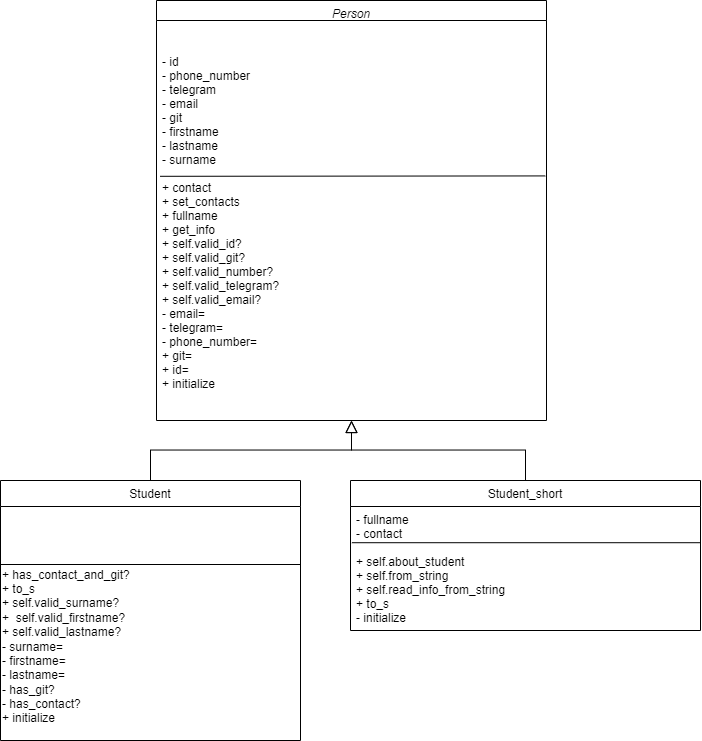 Person
- id
- phone_number
- telegram
- email
- git
- firstname
- lastname
- surname
+ contact
+ set_contacts
+ fullname
+ get_info
+ self.valid_id?
+ self.valid_git?
+ self.valid_number?
+ self.valid_telegram?
+ self.valid_email?
- email=
- telegram=
- phone_number=
+ git=
+ id=
+ initialize
Student
+ has_contact_and_git?
+ to_s
+ self.valid_surname?
+  self.valid_firstname?
+ self.valid_lastname?
- surname=
- firstname=
- lastname=
- has_git?
- has_contact?
+ initialize
Student_short
- fullname
- contact
+ self.about_student
+ self.from_string
+ self.read_info_from_string
+ to_s
- initialize